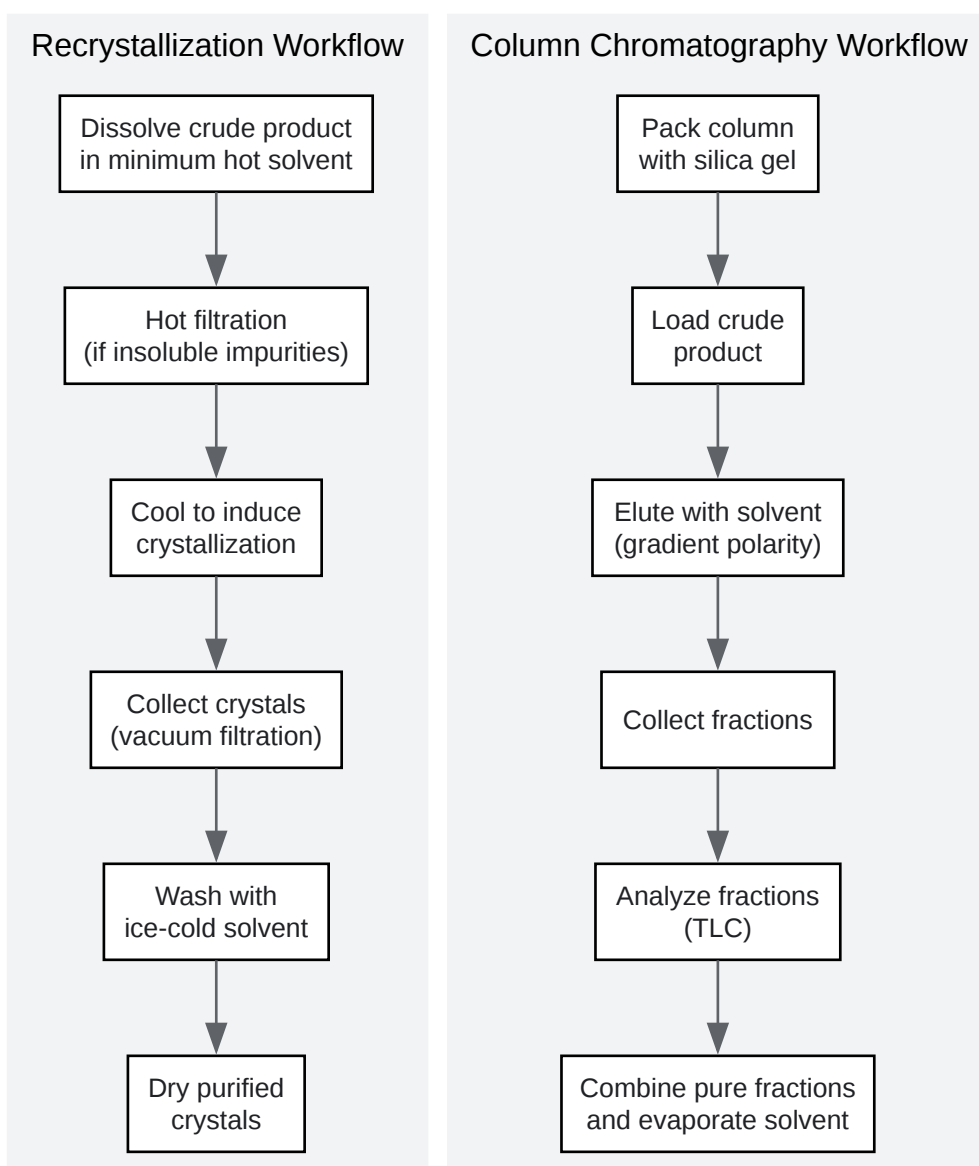 Recrystallization Workflow
Dissolve crude product
in minimum hot solvent
Hot filtration
(if insoluble impurities)
Cool to induce
crystallization
Collect crystals
(vacuum filtration)
Wash with
ice-cold solvent
Dry purified
crystals
Column Chromatography Workflow
Pack column
with silica gel
Load crude
product
Elute with solvent
(gradient polarity)
Collect fractions
Analyze fractions
(TLC)
Combine pure fractions
and evaporate solvent